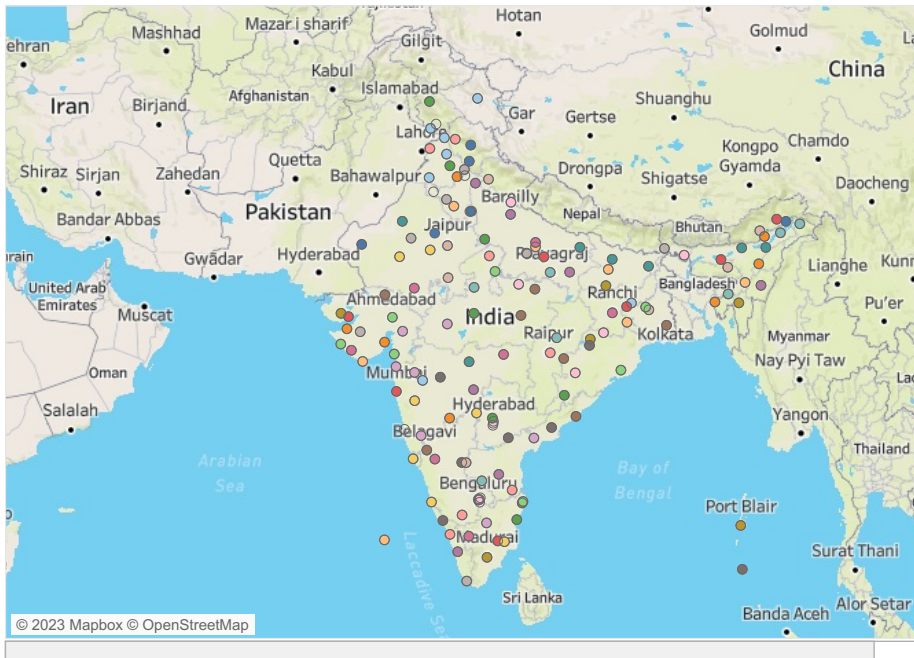 Hotan
Mashhad
Mazar i sharif
Golmud
ehran
Gilgit
China
Kabul
Islamabad
Shuanghu
Afghanistan
Iran
Birjand
Gar
Gertse
Lahore
Kongpo
Gyamda
Chamdo
Quetta
Shiraz
Sirjan
Zahedan
Bahawalpur
Drongpa
Shigatse
Daocheng
Bareilly
Pakistan
Nepal
Bandar Abbas
Jaipur
Bhutan
Hyderabad
Gwadar
Prayagraj
Lianghe
Kunr
United Arab
Emirates
Bangladesh
Ranchi
Ahmedabad
Muscat
Pu'er
India
Raipur
Kolkata
Myanmar
Nay Pyi Taw
Oman
Mumbai
Hyderabad
Salalah
Yangon
Belagavi
Thailand
Arabian
Sea
Bay of
Bengal
Bengaluru
Port Blair
Madurai
Laccadive Se
Surat Thani
Sri Lanka
Banda Aceh
Alor Setar
© 2023 Mapbox © OpenStreetMap